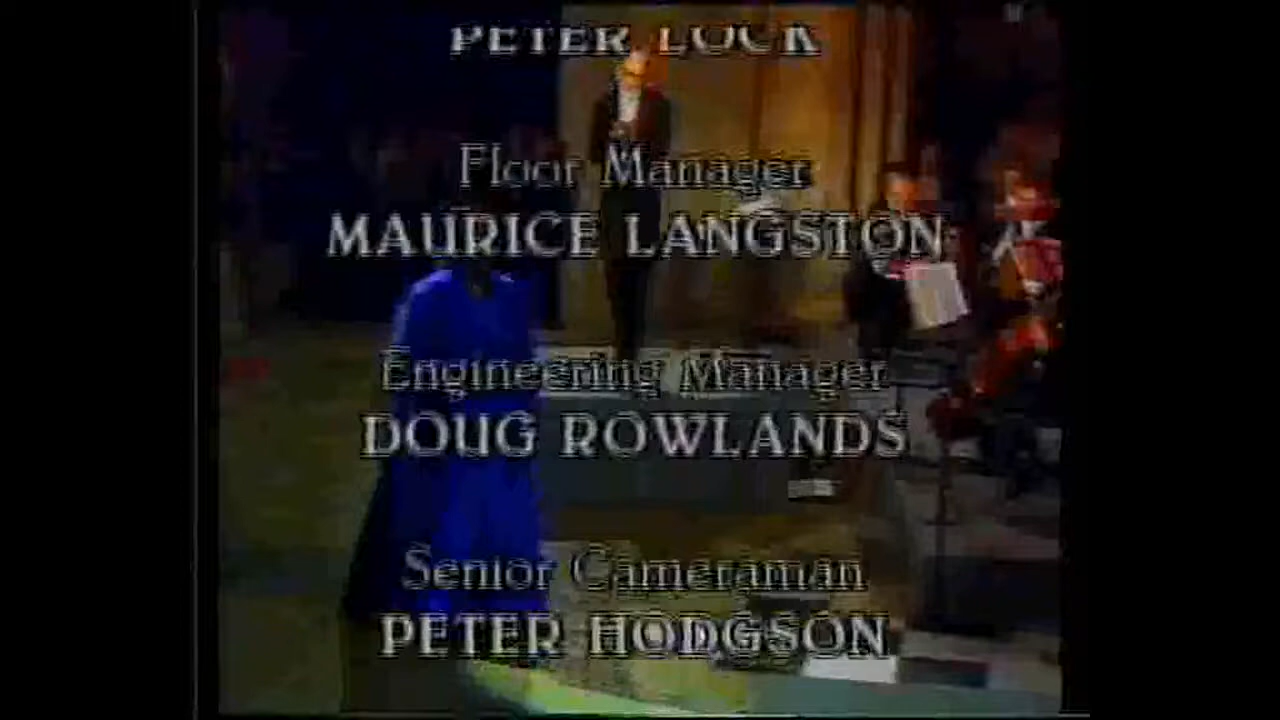 PETER LOCK
Floor Manager
MAURICE LANGSTON
Engineering Manager
DOUG ROWLANDS
Senior Cameraman
PETER HODGSON